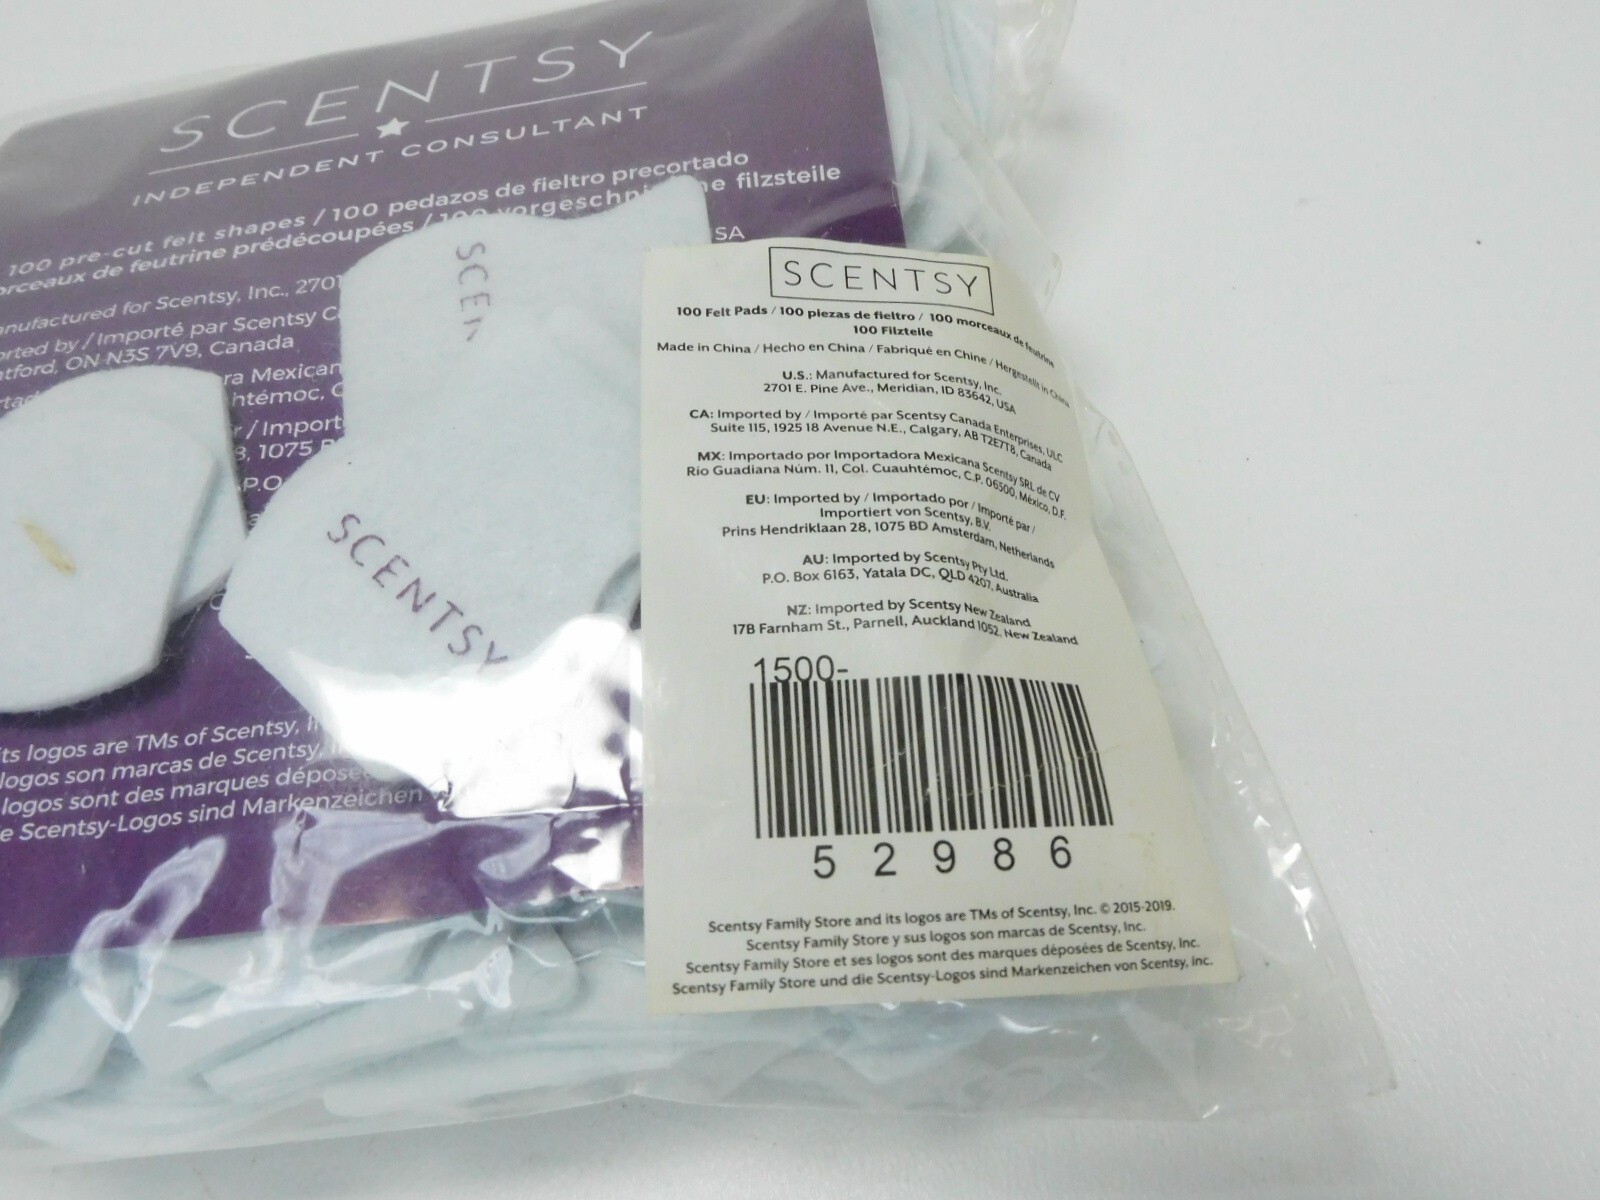 SCENTSY
INDEPENDENT CONSULTANT
100 pre-cut felt shapes / 100 pedazos de fieltro precortado
de feutrine prédécoupées / 100 filzsteile
for Scentsy, Inc., 2701
SA
by / Importé par Scentsy
ON N3S 7V9, Canada
Mexican
/ Import
1075
P.O.
SCENTSY
its logos are TMs of Scentsy,
logos son marcas de Scentsy,
logos sont des marques
Scentsy-Logos sind Markenzeichen
SCENTSY
100 Felt Pads / 100 piezas de fieltro / 100 morceaux de feutrine
100 Filzteile
Made in China / Hecho en China / Fabriqué en Chine / Hergestellt in China
U.S.: Manufactured for Scentsy, Inc.
2701 E. Pine Ave., Meridian, ID 83642, USA
CA: Imported by / Importé par Scentsy Canada Enterprises, ULC
Suite 115, 1925 18 Avenue N.E., Calgary, AB T2E7T8, Canada
MX: Importado por Importadora Mexicana Scentsy SRL de CV
Río Guadiana Núm. 11, Col. Cuauhtémoc, C.P. 06500, México, D.F.
EU: Imported by / Importado por / Importé par /
Importiert von Scentsy, B.V.
Prins Hendriklaan 28, 1075 BD Amsterdam, Netherlands
AU: Imported by Scentsy Pty Ltd.
P.O. Box 6163, Yatala DC, QLD 4207, Australia
NZ: Imported by Scentsy New Zealand
17B Farnham St., Parnell, Auckland 1052, New Zealand
1500-
52986
Scentsy Family Store and its logos are TMs of Scentsy, Inc. © 2015-2019.
Scentsy Family Store y sus logos son marcas de Scentsy, Inc.
Scentsy Family Store et ses logos sont des marques déposées de Scentsy, Inc.
Scentsy Family Store und die Scentsy-Logos sind Markenzeichen von Scentsy, Inc.